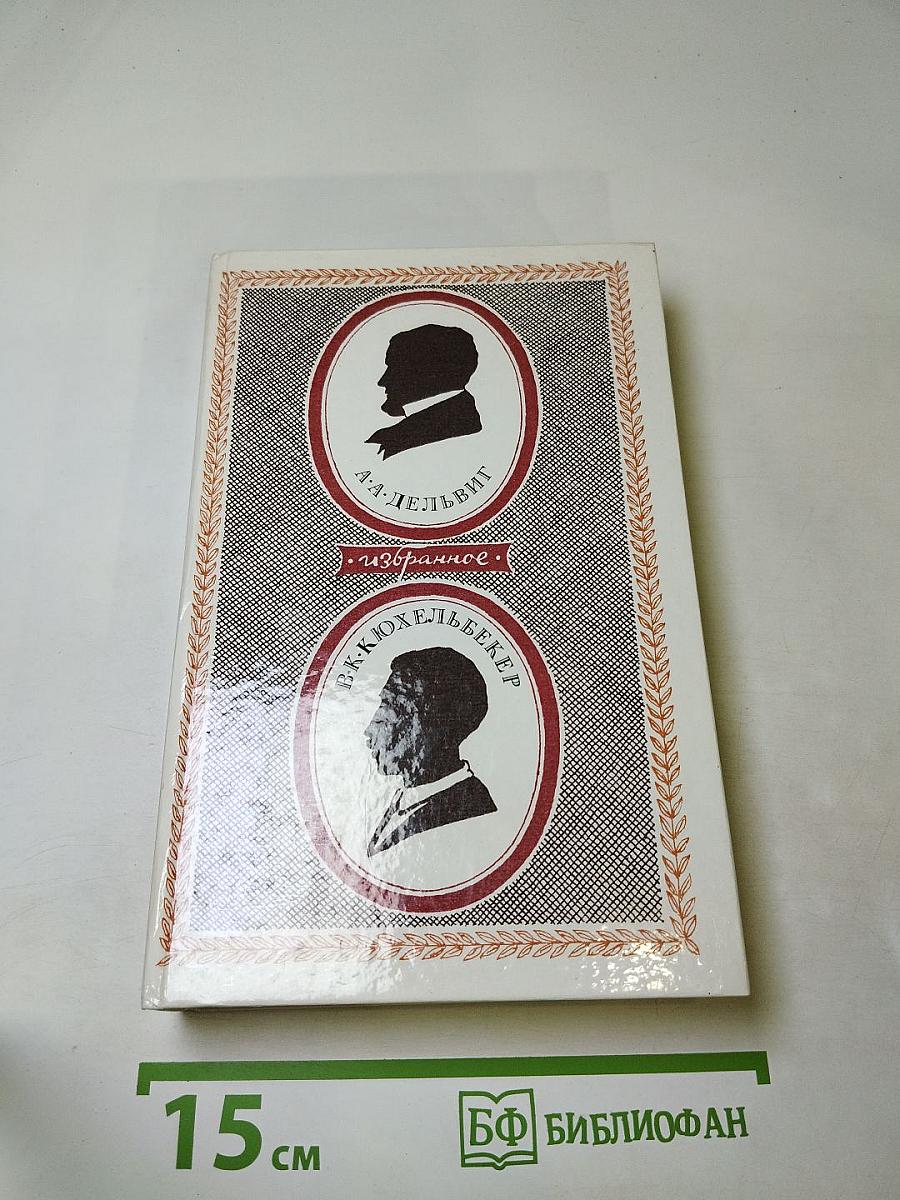 А·А·ДЕЛЬВИГ
·избранное·
В·К·КЮХЕЛЬБЕКЕР
15 см
БФ БИБЛИОФАН